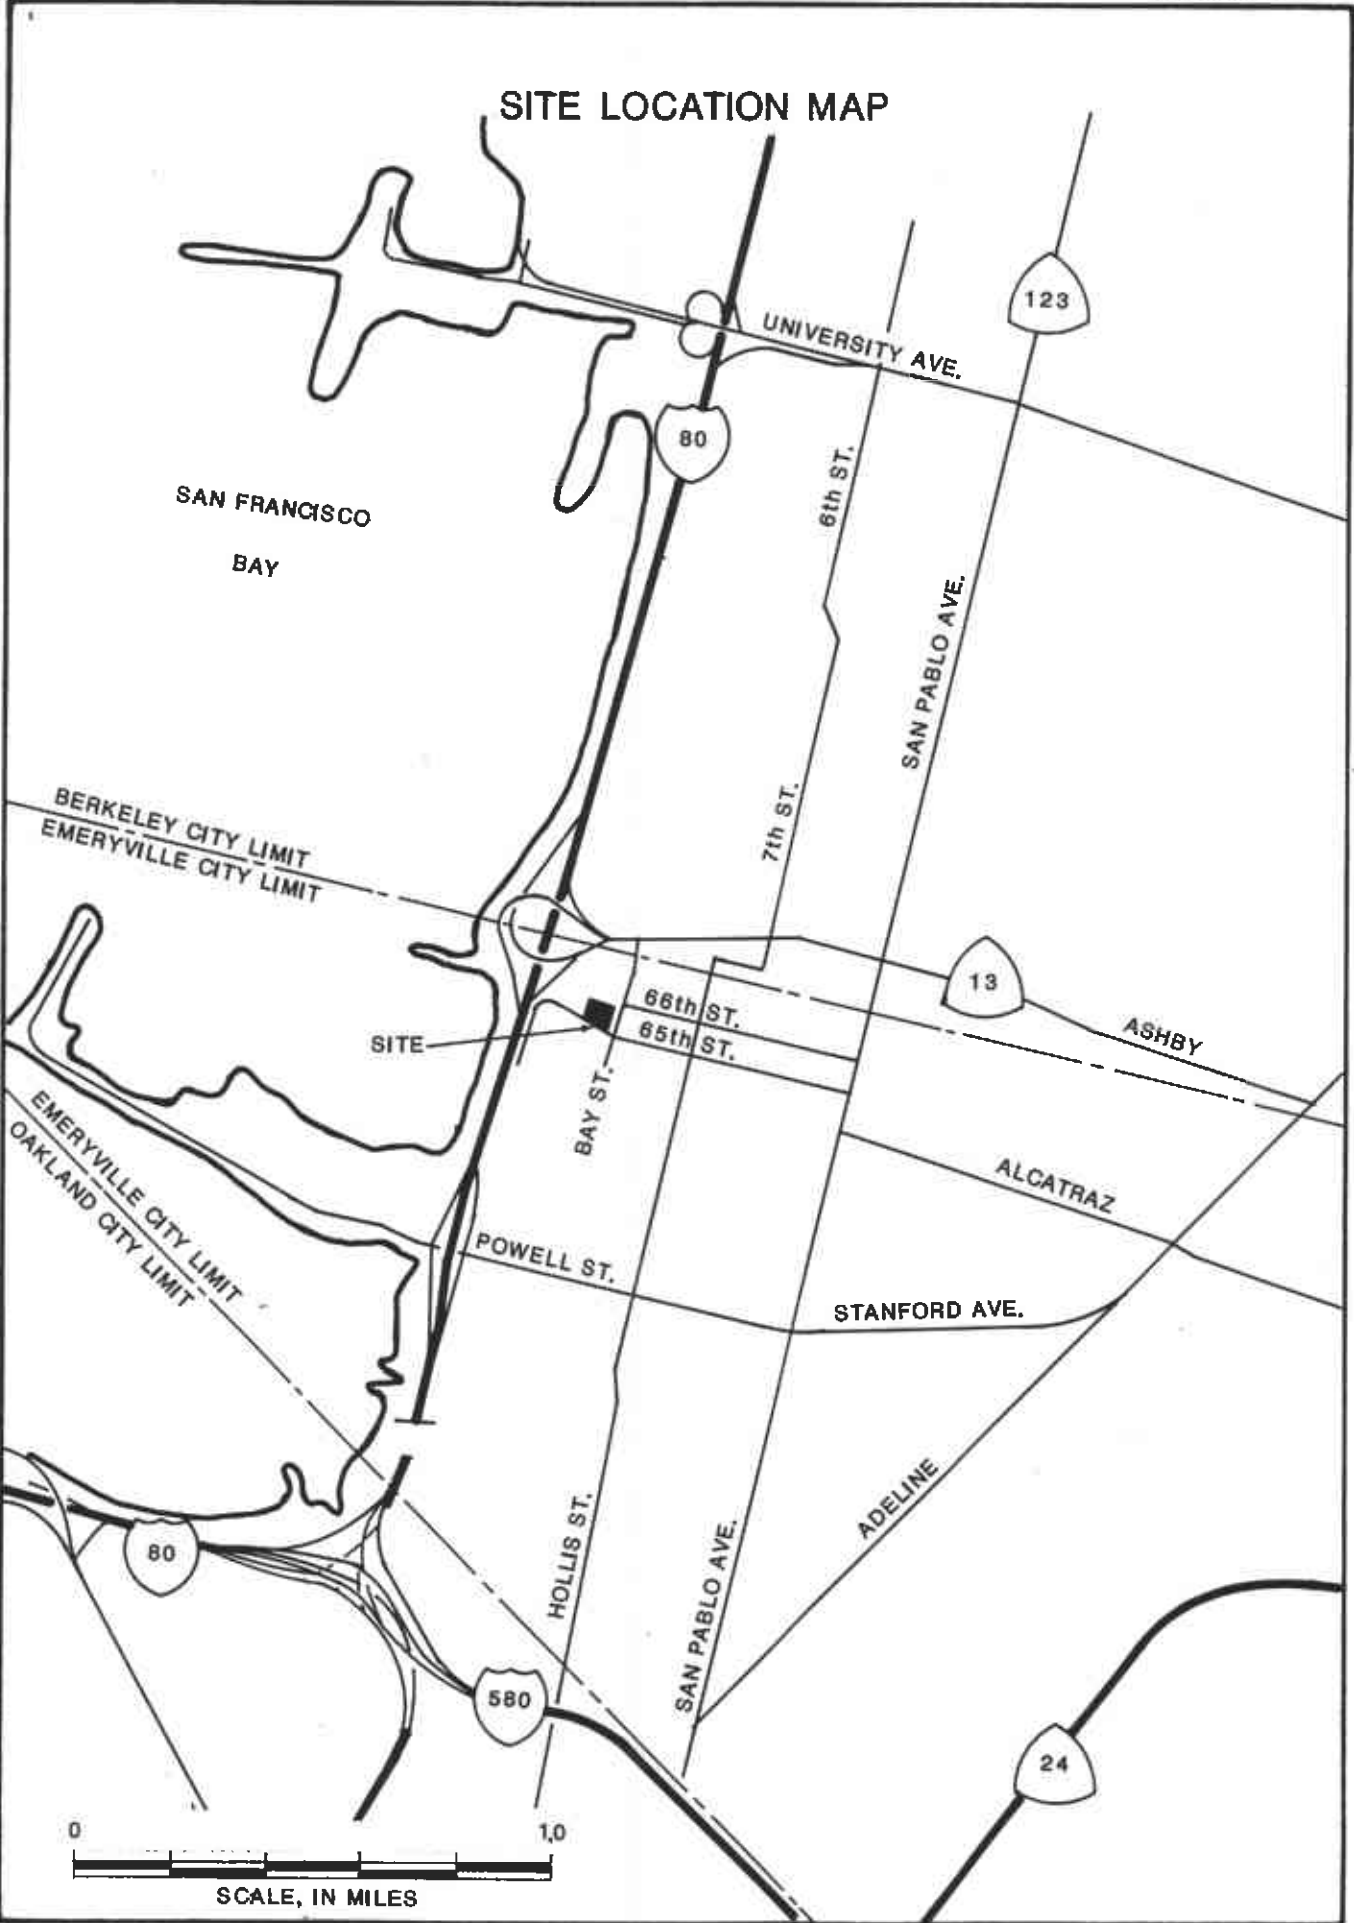 SITE LOCATION MAP
123
UNIVERSITY AVE.
80
6th ST.
SAN FRANCISCO
BAY
SAN PABLO AVE.
7th ST.
BERKELEY CITY LIMIT
EMERYVILLE CITY LIMIT
13
66th ST.
ASHBY
65th ST.
SITE
BAY ST.
EMERYVILLE CITY LIMIT
OAKLAND CITY LIMIT
ALCATRAZ
POWELL ST.
STANFORD AVE.
ADELINE
HOLLIS ST.
80
SAN PABLO AVE.
580
24
0 1.0
SCALE, IN MILES